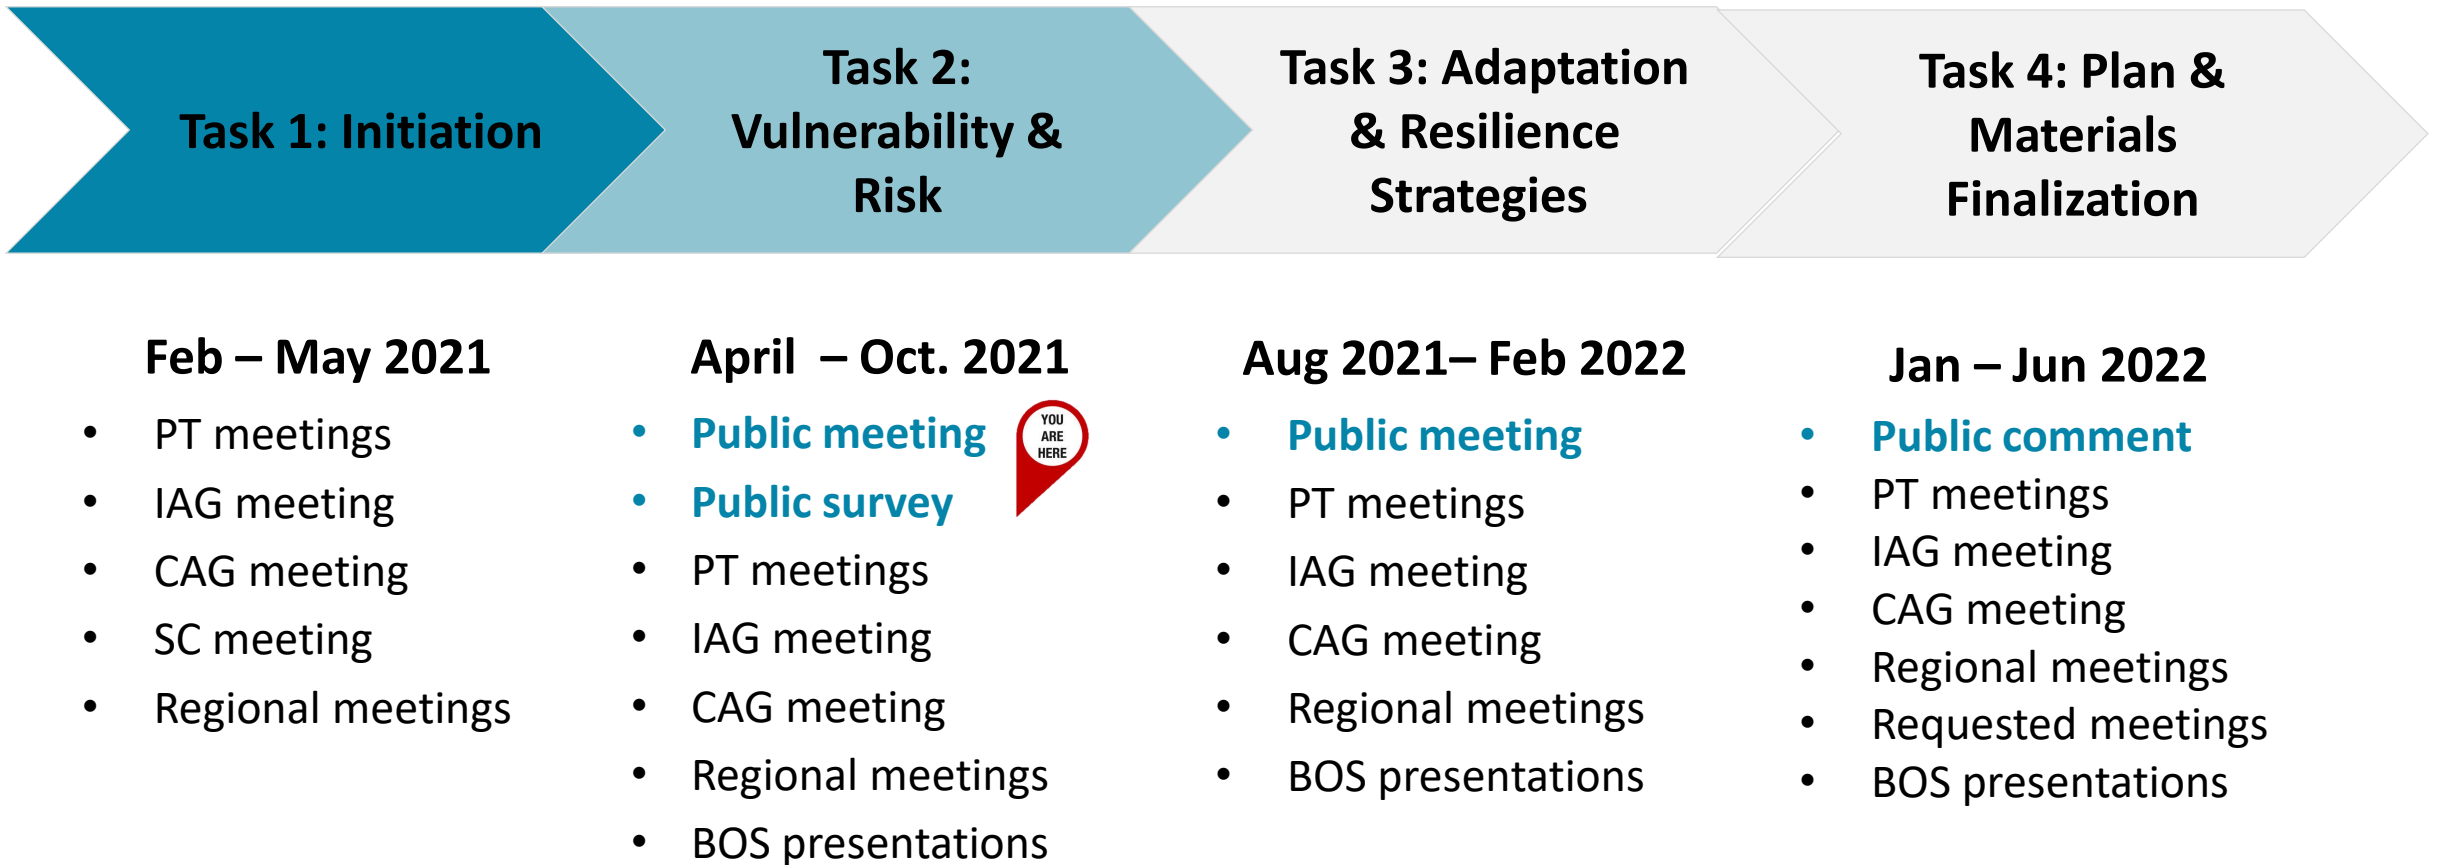 Task 1: Initiation
Task 2:
Vulnerability &
Risk
Task 3: Adaptation
& Resilience
Strategies
Task 4: Plan &
Materials
Finalization
Feb – May 2021
• PT meetings
• IAG meeting
• CAG meeting
• SC meeting
• Regional meetings
April – Oct. 2021
• Public meeting
• Public survey
YOU
ARE
HERE
• PT meetings
• IAG meeting
• CAG meeting
• Regional meetings
• BOS presentations
Aug 2021– Feb 2022
• Public meeting
• PT meetings
• IAG meeting
• CAG meeting
• Regional meetings
• BOS presentations
Jan – Jun 2022
• Public comment
• PT meetings
• IAG meeting
• CAG meeting
• Regional meetings
• Requested meetings
• BOS presentations